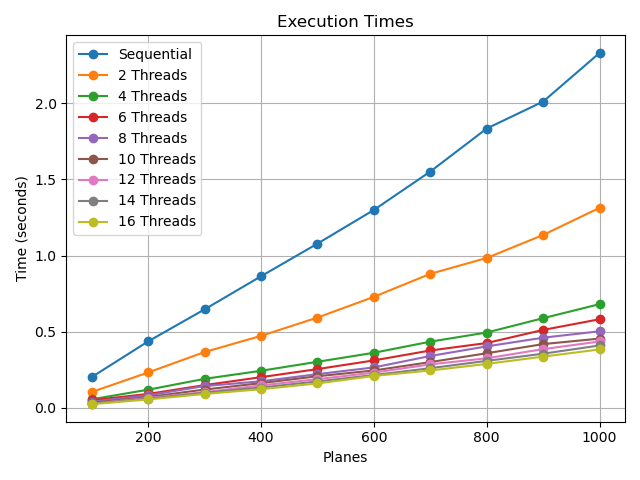 Execution Times
Sequential
2 Threads
4 Threads
6 Threads
8 Threads
10 Threads
12 Threads
14 Threads
16 Threads
Time (seconds)
2.0
1.5
1.0
0.5
0.0
200 400 600 800 1000
Planes